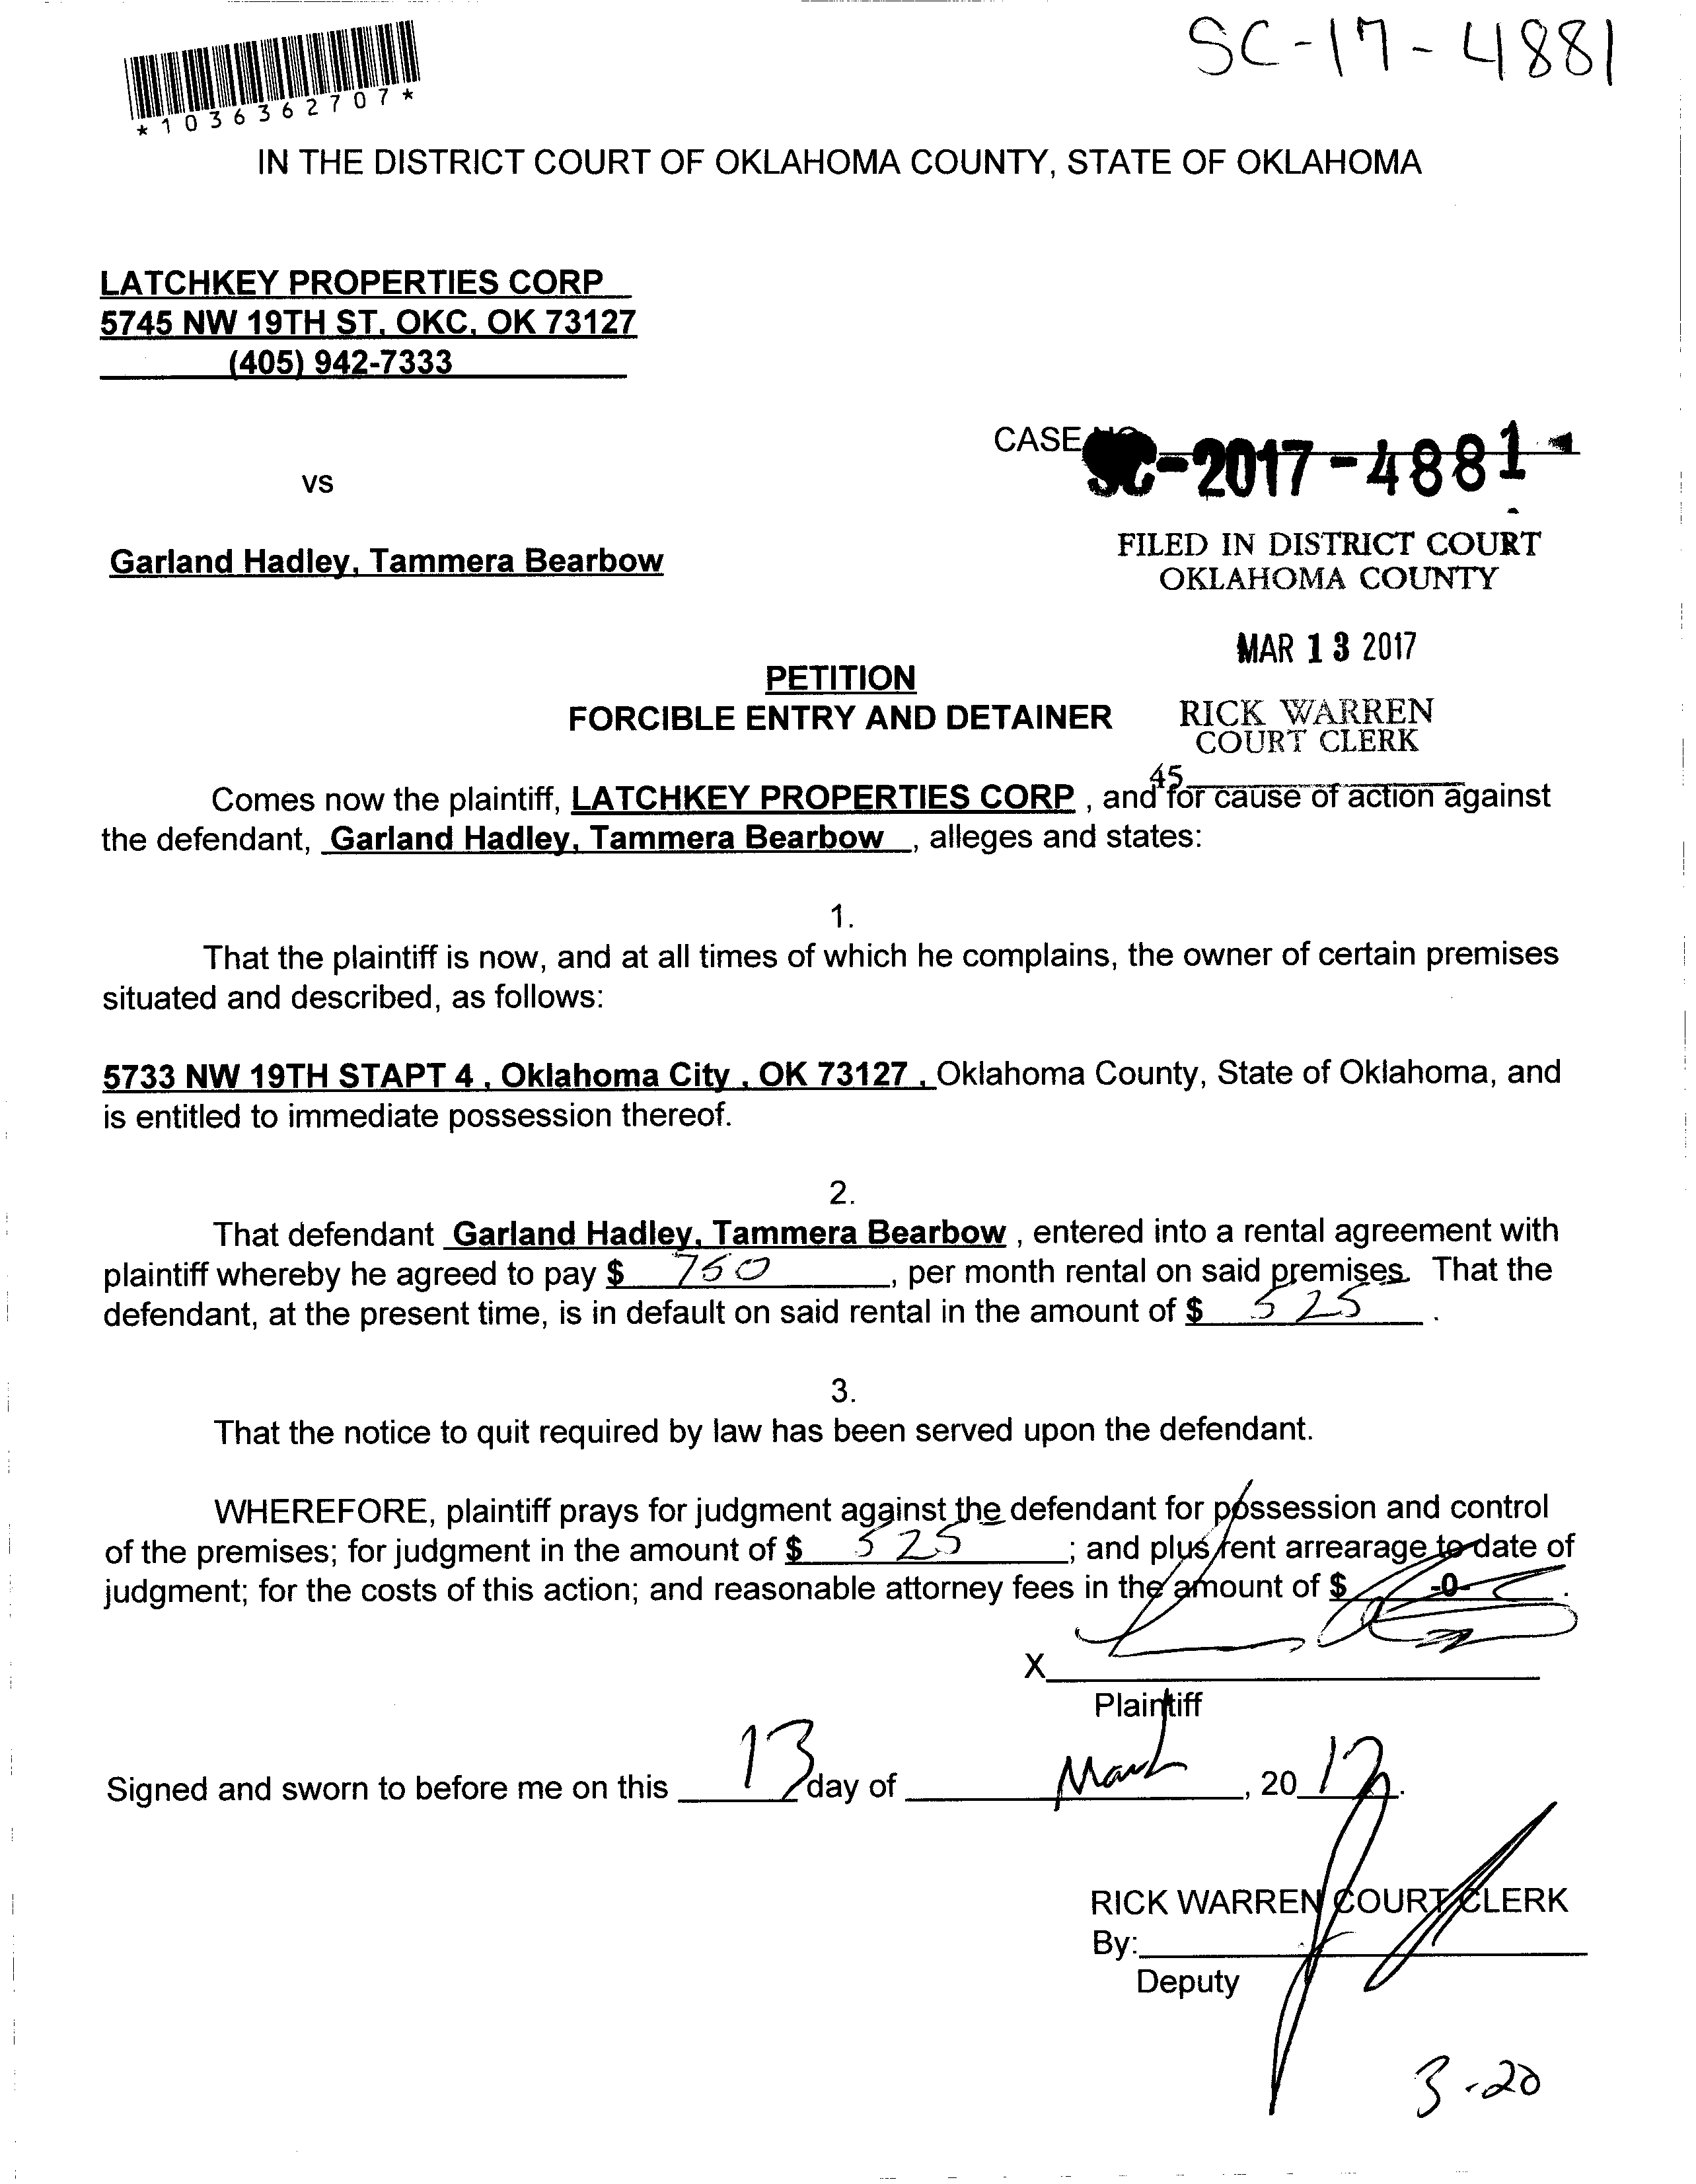 SC-17-4881
*1036362707*
IN THE DISTRICT COURT OF OKLAHOMA COUNTY, STATE OF OKLAHOMA
LATCHKEY PROPERTIES CORP
5745 NW 19TH ST, OKC, OK 73127
(405) 942-7333
CASE NO. SC-2017-4881
vs
Garland Hadley, Tammera Bearbow
FILED IN DISTRICT COURT
OKLAHOMA COUNTY
MAR 13 2017
PETITION
FORCIBLE ENTRY AND DETAINER
RICK WARREN
COURT CLERK
45
Comes now the plaintiff, LATCHKEY PROPERTIES CORP , and for cause of action against
the defendant, Garland Hadley, Tammera Bearbow , alleges and states:
1.
That the plaintiff is now, and at all times of which he complains, the owner of certain premises
situated and described, as follows:
5733 NW 19TH STAPT 4 , Oklahoma City , OK 73127 , Oklahoma County, State of Oklahoma, and
is entitled to immediate possession thereof.
2.
That defendant Garland Hadley, Tammera Bearbow , entered into a rental agreement with
plaintiff whereby he agreed to pay $ 750 , per month rental on said premises. That the
defendant, at the present time, is in default on said rental in the amount of $ 525 .
3.
That the notice to quit required by law has been served upon the defendant.
WHEREFORE, plaintiff prays for judgment against the defendant for possession and control
of the premises; for judgment in the amount of $ 525 ; and plus rent arrearage to date of
judgment; for the costs of this action; and reasonable attorney fees in the amount of $ -0- .
X
Plaintiff
Signed and sworn to before me on this 13 day of March , 20 17 .
RICK WARREN COURT CLERK
By:
Deputy
3-20